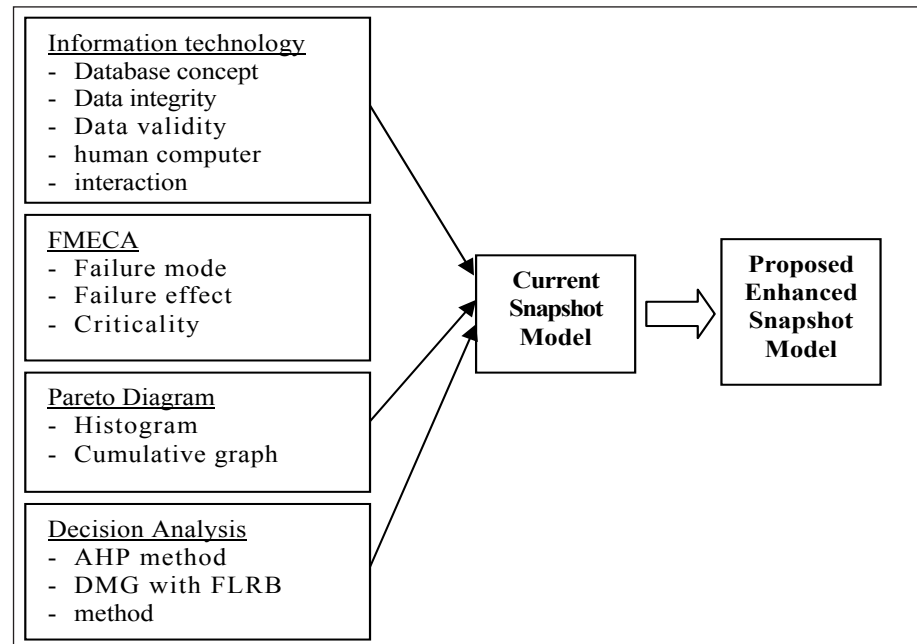 Information technology
- Database concept
- Data integrity
- Data validity
- human computer
- interaction
FMECA
- Failure mode
- Failure effect
- Criticality
Pareto Diagram
- Histogram
- Cumulative graph
Decision Analysis
- AHP method
- DMG with FLRB
- method
Current
Snapshot
Model
Proposed
Enhanced
Snapshot
Model